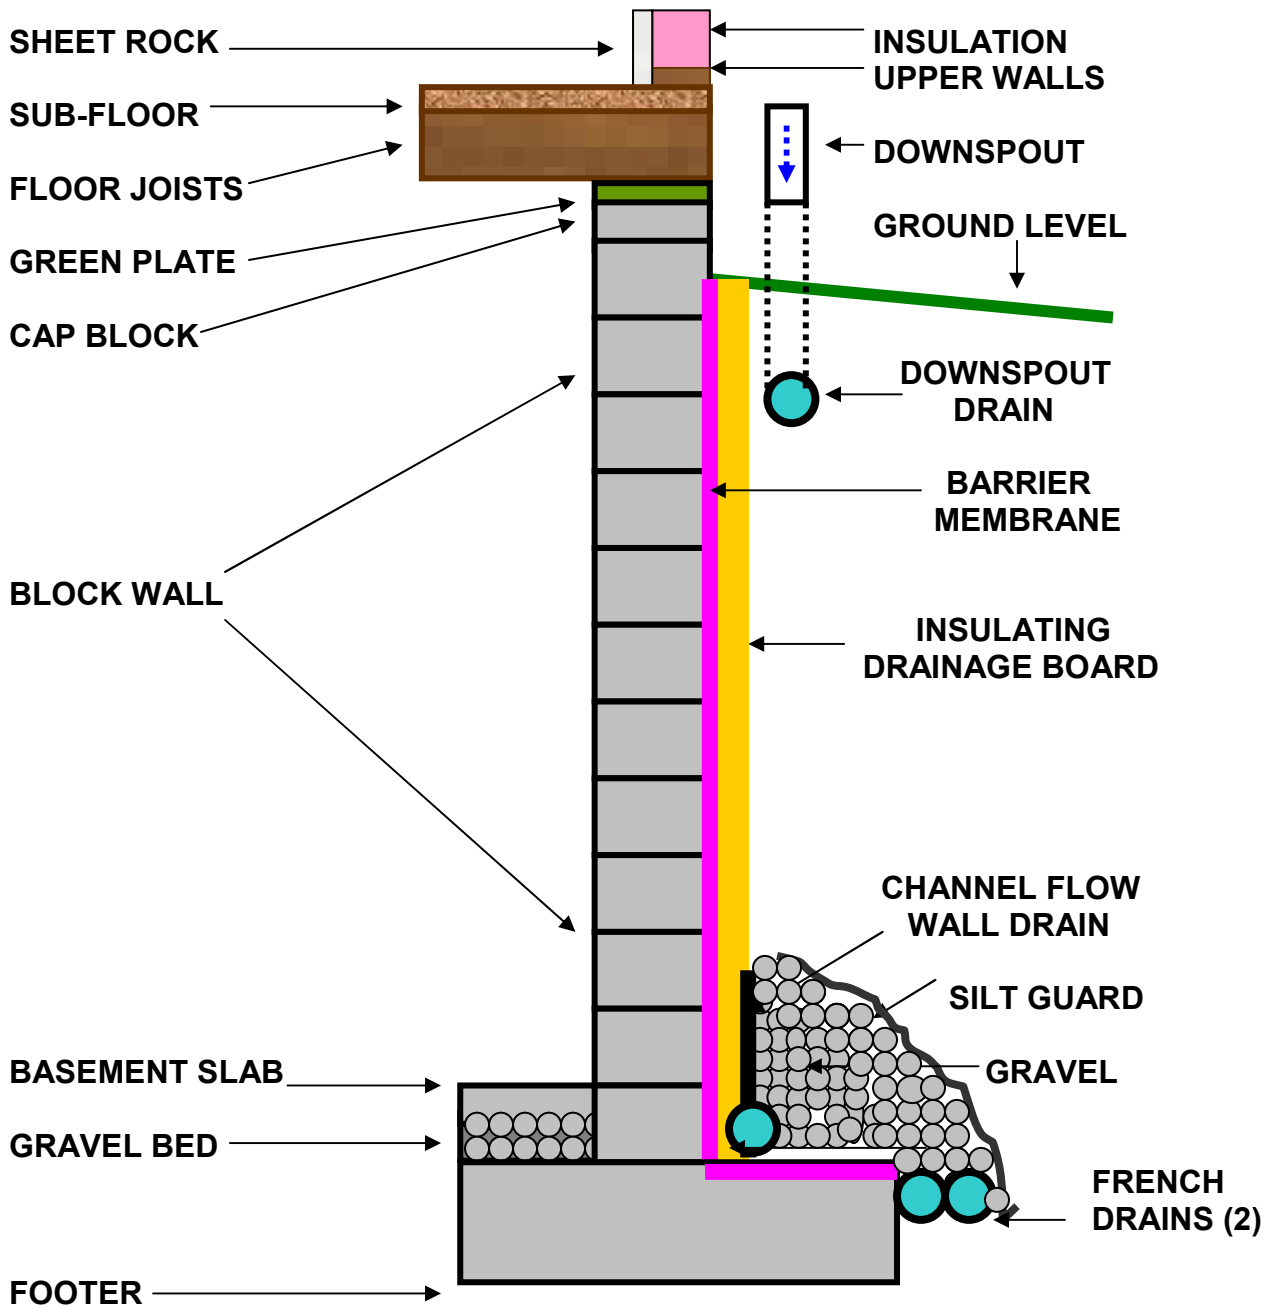 SHEET ROCK
SUB-FLOOR
FLOOR JOISTS
GREEN PLATE
CAP BLOCK
BLOCK WALL
BASEMENT SLAB
GRAVEL BED
FOOTER
INSULATION
UPPER WALLS
DOWNSPOUT
GROUND LEVEL
DOWNSPOUT
DRAIN
BARRIER
MEMBRANE
INSULATING
DRAINAGE BOARD
CHANNEL FLOW
WALL DRAIN
SILT GUARD
GRAVEL
FRENCH
DRAINS (2)